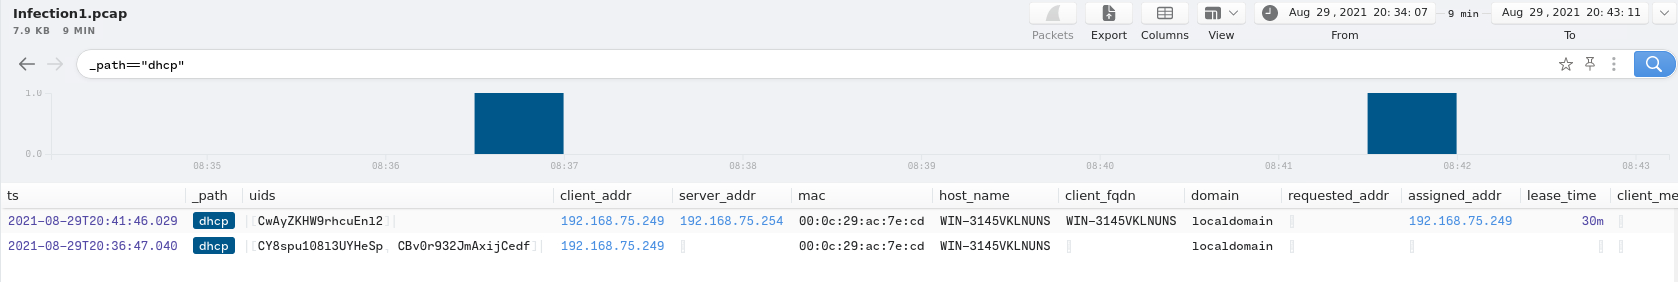 Infection1.pcap
7.9 KB 9 MIN
Packets Export Columns View
Aug 29 , 2021 20: 34: 07 9 min Aug 29 , 2021 20: 43: 11
From To
_path=="dhcp"
1.0
0.0
08:35 08:36 08:37 08:38 08:39 08:40 08:41 08:42 08:43
ts _path uids client_addr server_addr mac host_name client_fqdn domain requested_addr assigned_addr lease_time client_me
2021-08-29T20:41:46.029 dhcp CwAyZKHW9rhcuEnl2 192.168.75.249 192.168.75.254 00:0c:29:ac:7e:cd WIN-3145VKLNUNS WIN-3145VKLNUNS localdomain 192.168.75.249 30m
2021-08-29T20:36:47.040 dhcp CY8spu108l3UYHeSp, CBv0r932JmAxijCedf 192.168.75.249 00:0c:29:ac:7e:cd WIN-3145VKLNUNS localdomain